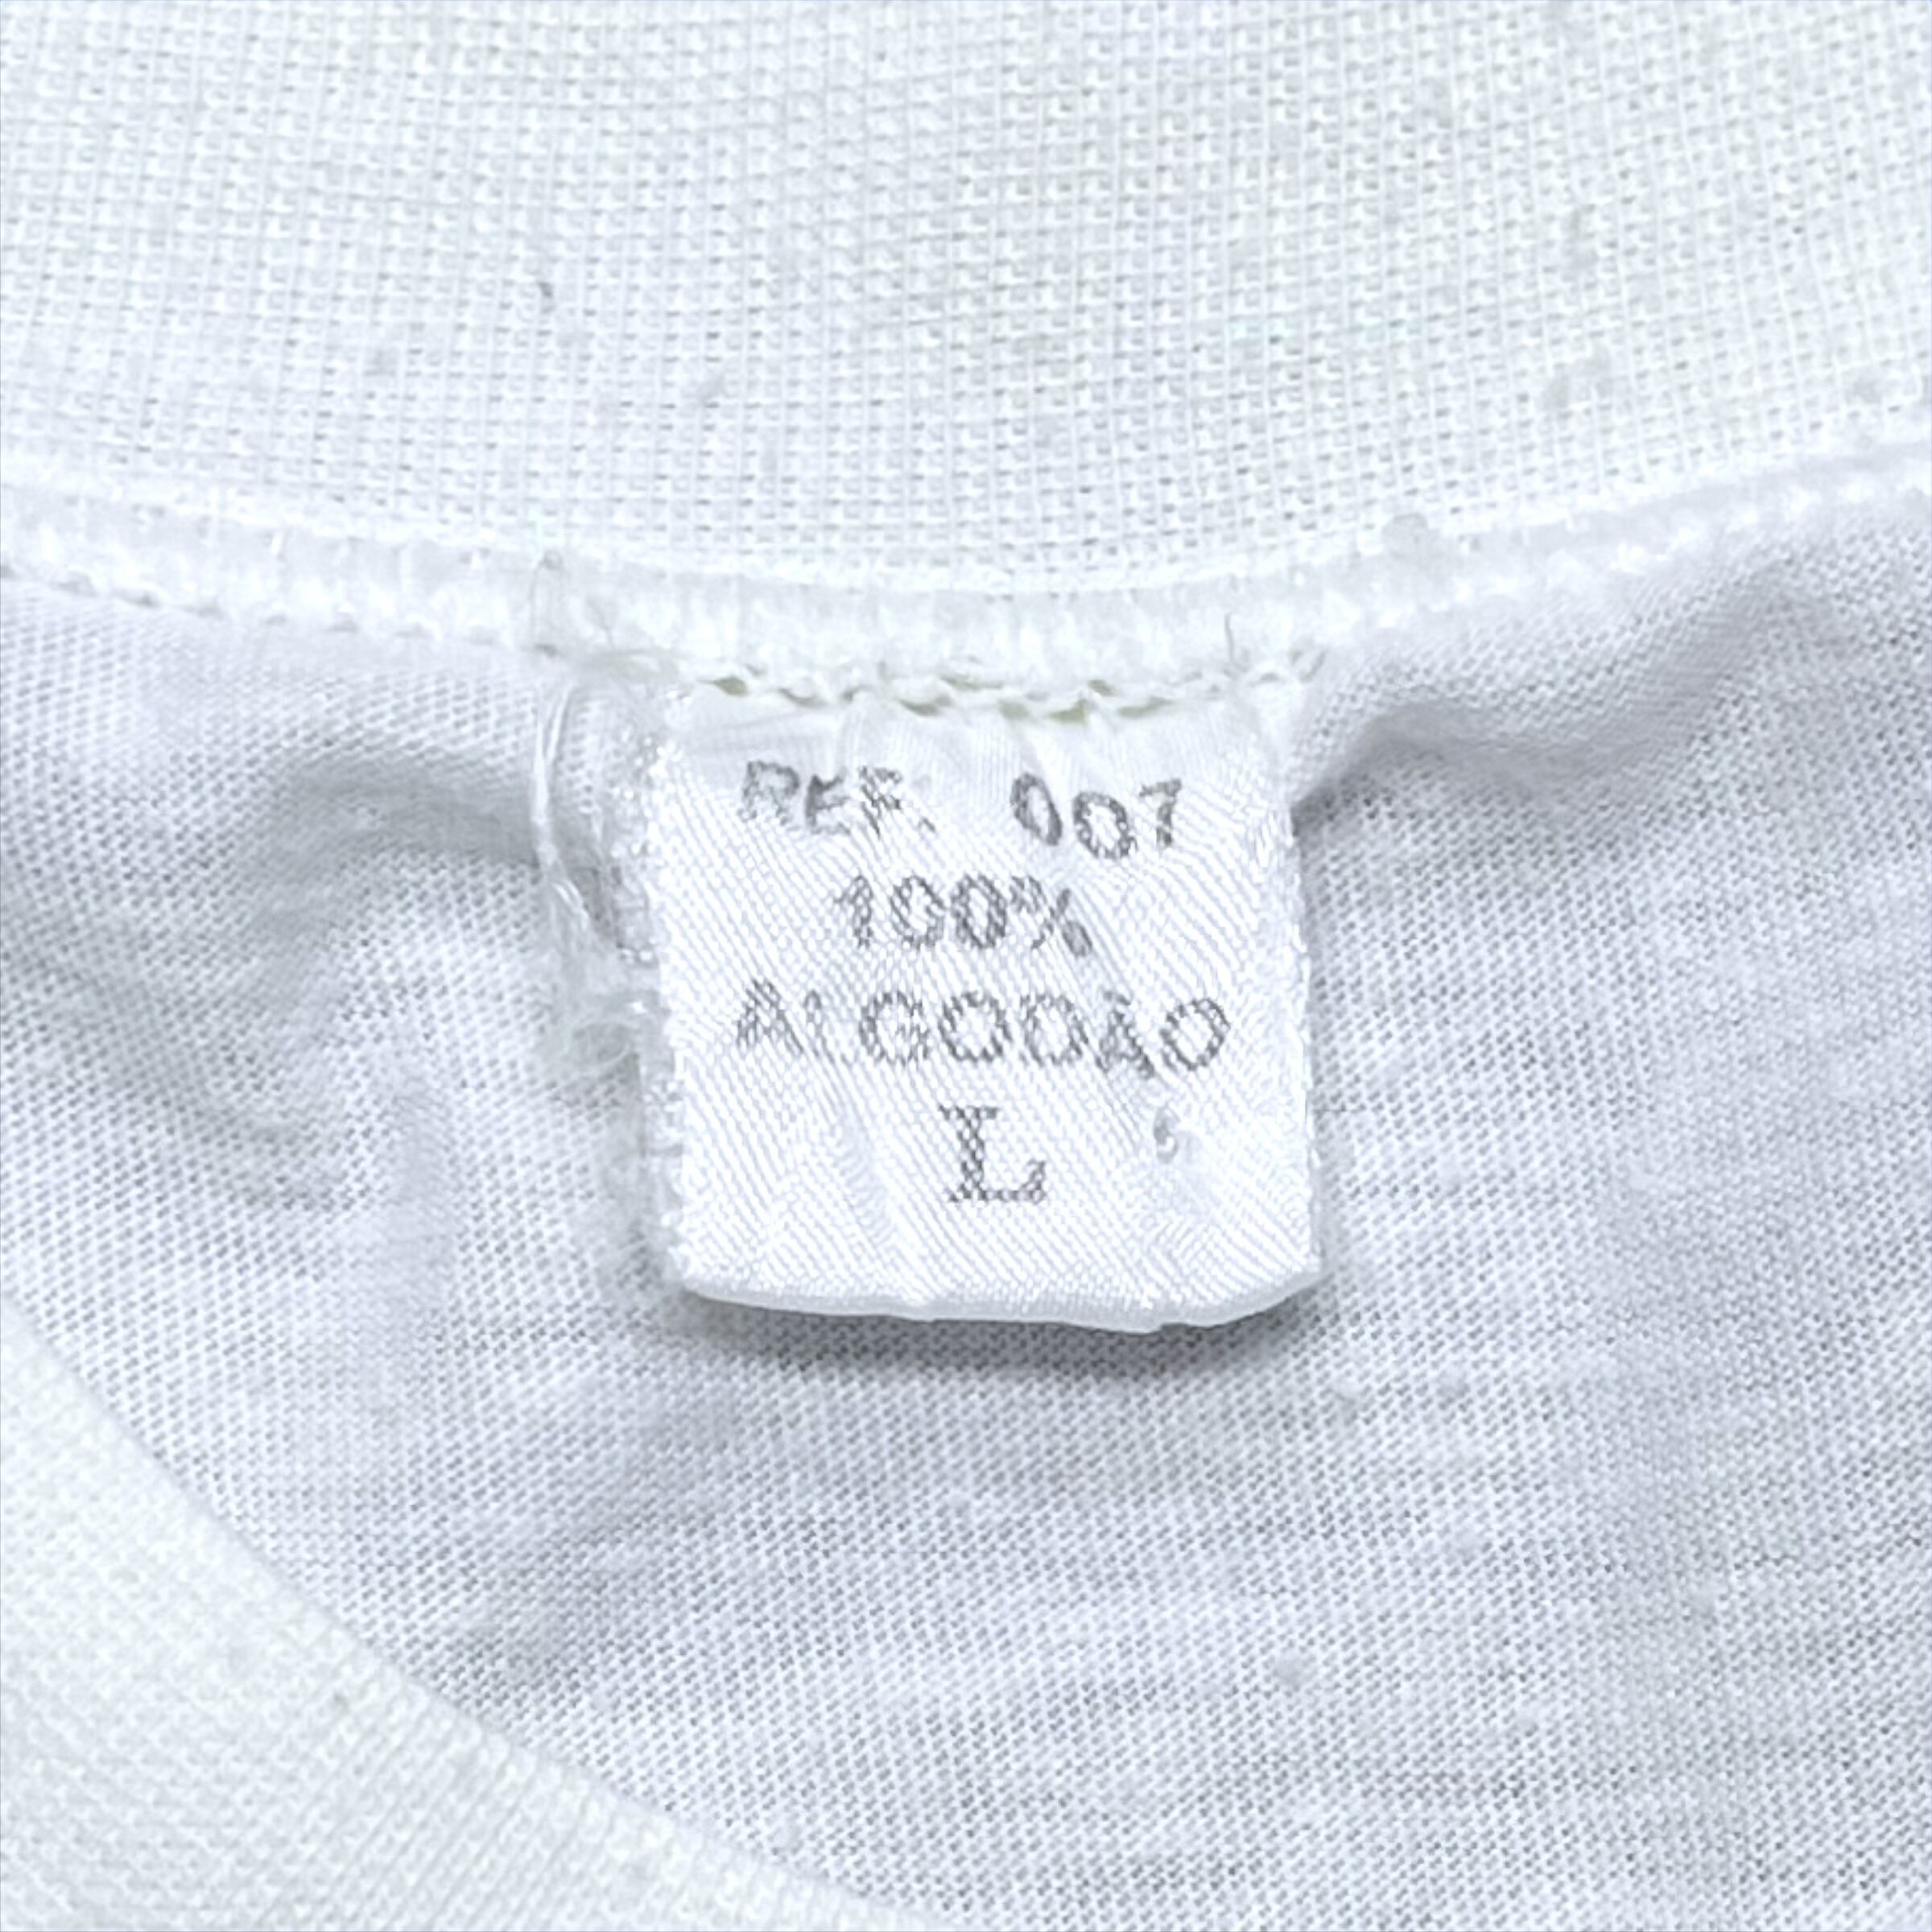 REF. 007
100%
ALGODÃO
L